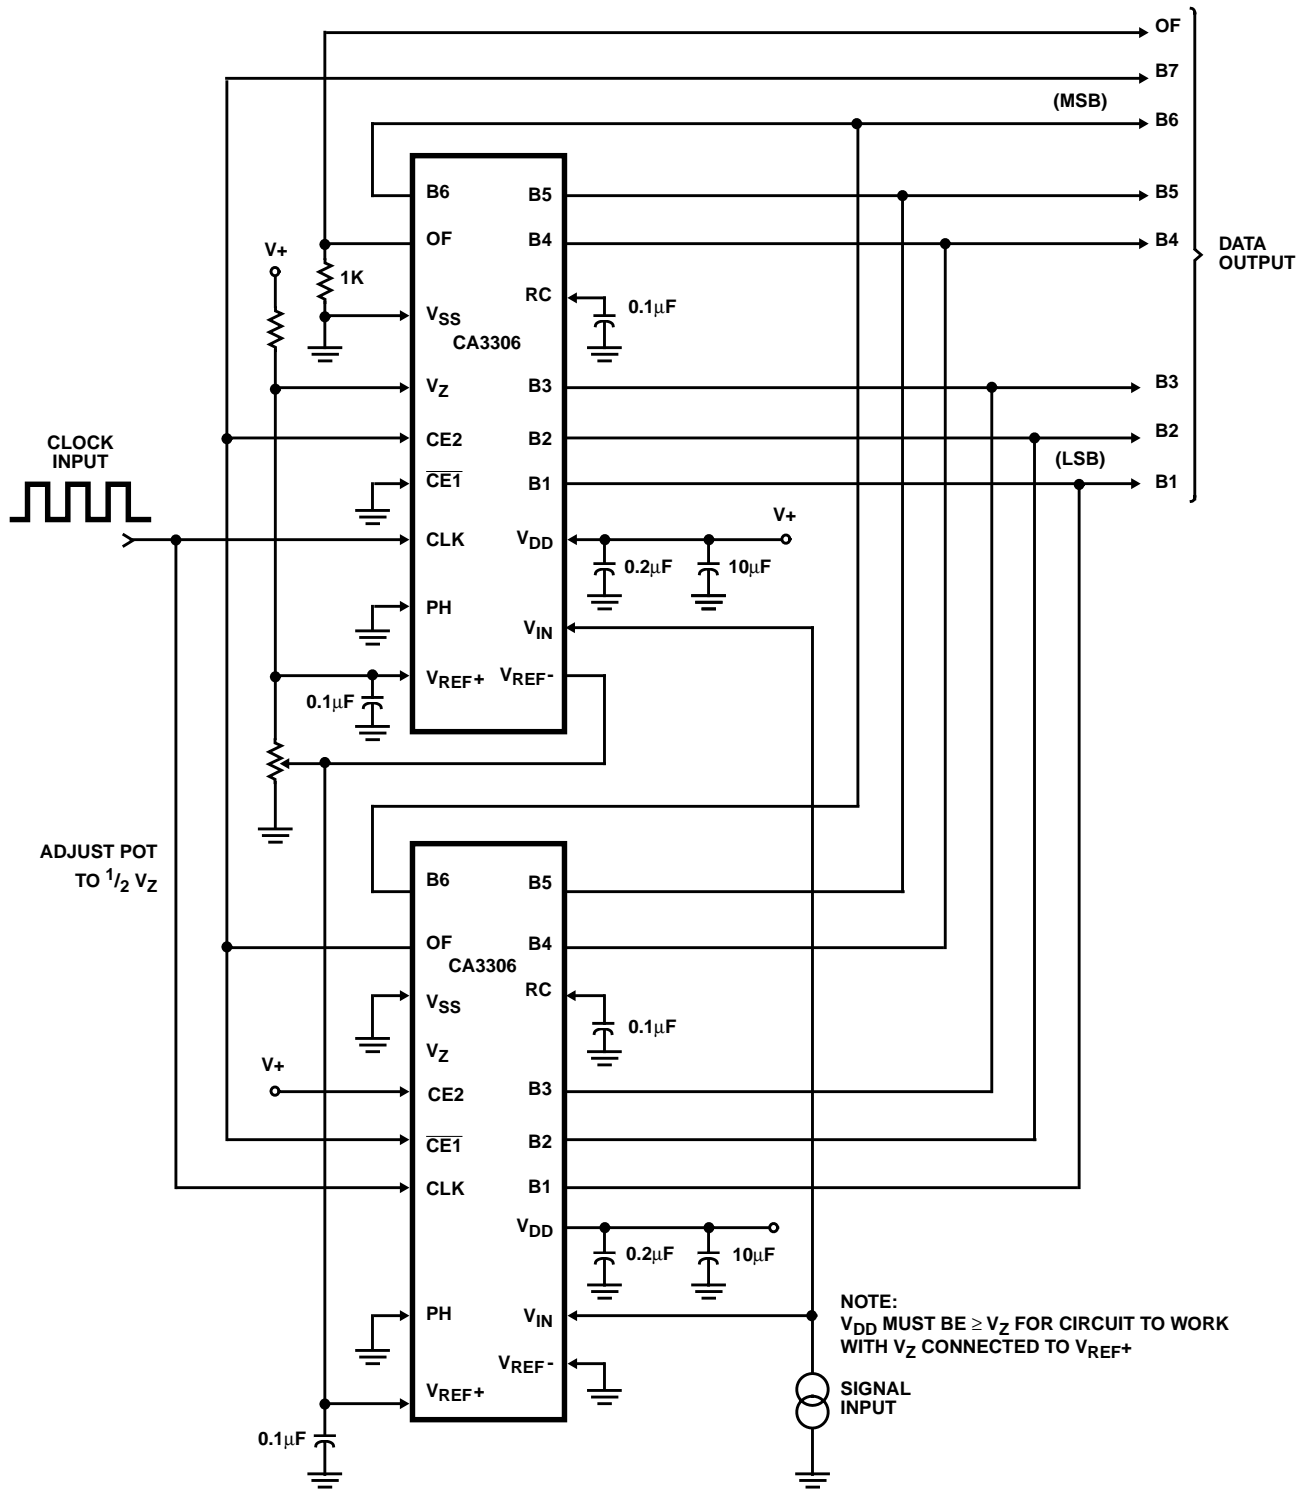 OF
B7
(MSB)
B6
B6
B5
B5
OF
B4
B4
DATA
OUTPUT
V+
1K
RC
0.1µF
VSS
CA3306
VZ
B3
B3
CE2
B2
B2
CLOCK
INPUT
(LSB)
CE1
B1
B1
V+
CLK
VDD
0.2µF
10µF
PH
VIN
VREF+
VREF-
0.1µF
ADJUST POT
TO 1/2 VZ
B6
B5
OF
B4
CA3306
RC
VSS
0.1µF
VZ
V+
CE2
B3
CE1
B2
CLK
B1
VDD
0.2µF
10µF
PH
VIN
NOTE:
VDD MUST BE ≥ VZ FOR CIRCUIT TO WORK
WITH VZ CONNECTED TO VREF+
VREF-
VREF+
SIGNAL
INPUT
0.1µF